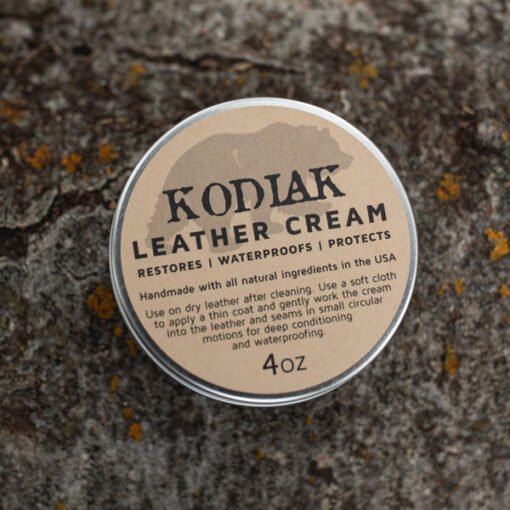 KODIAK
LEATHER CREAM
RESTORES | WATERPROOFS | PROTECTS
Handmade with all natural ingredients in the USA
Use on dry leather after cleaning. Use a soft cloth
to apply a thin coat and gently work the cream
into the leather and seams in small circular
motions for deep conditioning
and waterproofing.
4OZ